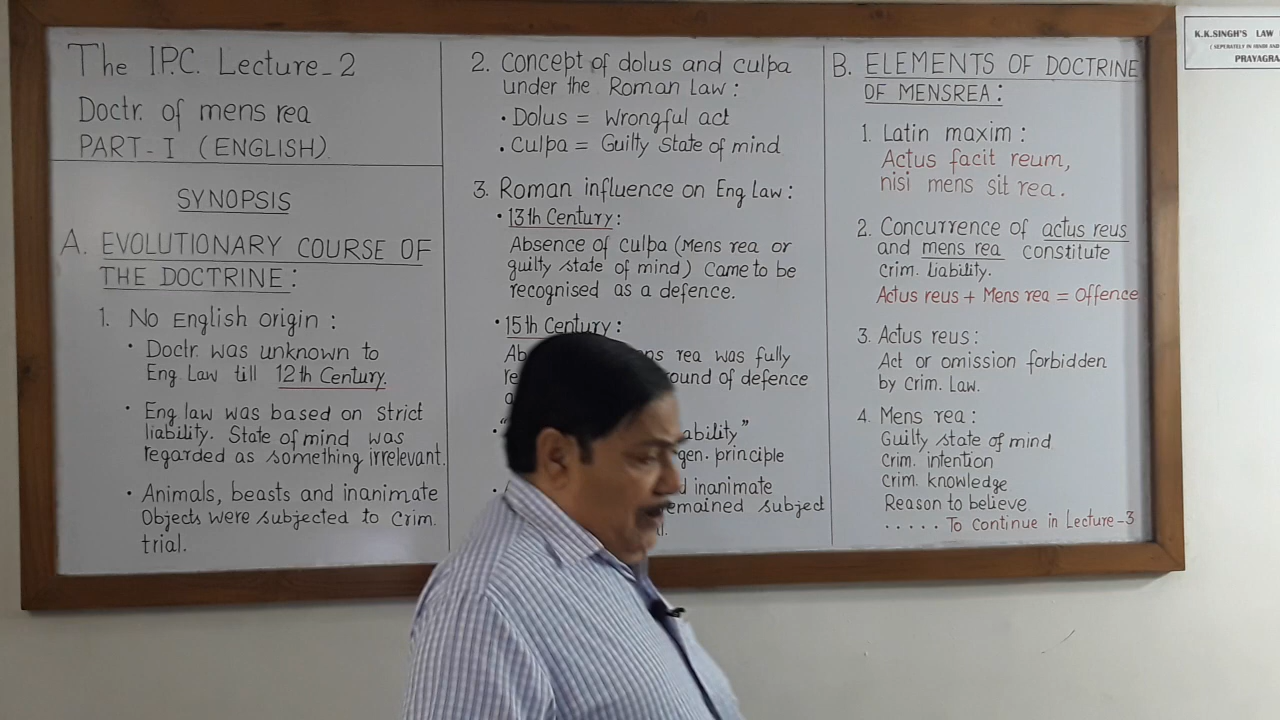 The I.P.C. Lecture-2
Doctr. of mens rea
PART-I (ENGLISH).
SYNOPSIS
A. EVOLUTIONARY COURSE OF
THE DOCTRINE:
1. No English origin:
• Doctr. was unknown to
Eng. Law till 12th Century.
• Eng law was based on strict
liability. State of mind was
regarded as something irrelevant.
• Animals, beasts and inanimate
Objects were subjected to Crim.
trial.
2. Concept of dolus and culpa
under the Roman Law:
• Dolus = Wrongful act
• Culpa = Guilty State of mind
3. Roman influence on Eng Law:
• 13th Century:
Absence of culpa (Mens rea or
guilty state of mind) Came to be
recognised as a defence.
• 15th Century:
rea was fully
of defence
gen. principle
inanimate
subject
B. ELEMENTS OF DOCTRINE
OF MENSREA:
1. Latin maxim:
Actus facit reum,
nisi mens sit rea.
2. Concurrence of actus reus
and mens rea constitute
Crim. liability.
Actus reus + Mens rea = Offence
3. Actus reus:
Act or omission forbidden
by Crim. Law.
4. Mens rea:
Guilty state of mind
Crim. intention
Crim. knowledge
Reason to believe
..... To Continue in Lecture-3
K.K.SINGH'S LAW
(SEPERATELY IN HINDI AND
PRAYAGRA